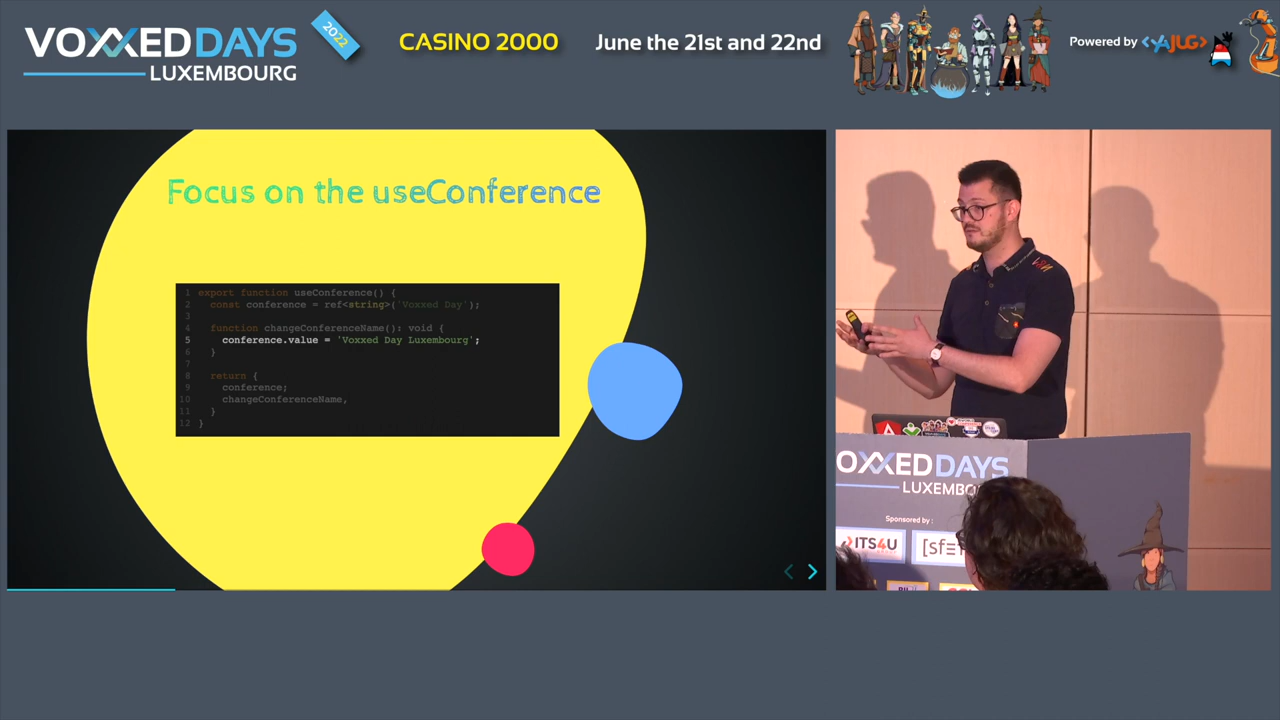 VOXXED DAYS
LUXEMBOURG
2022
CASINO 2000
June the 21st and 22nd
Powered by <YAJUG>
Focus on the useConference
1 export function useConference() {
2 const conference = ref<string>('Voxxed Day');
3
4 function changeConferenceName(): void {
5 conference.value = 'Voxxed Day Luxembourg';
6 }
7
8 return {
9 conference;
10 changeConferenceName,
11 }
12 }
OXXED DAYS
LUXEMBO
Sponsored by :
ITS4U